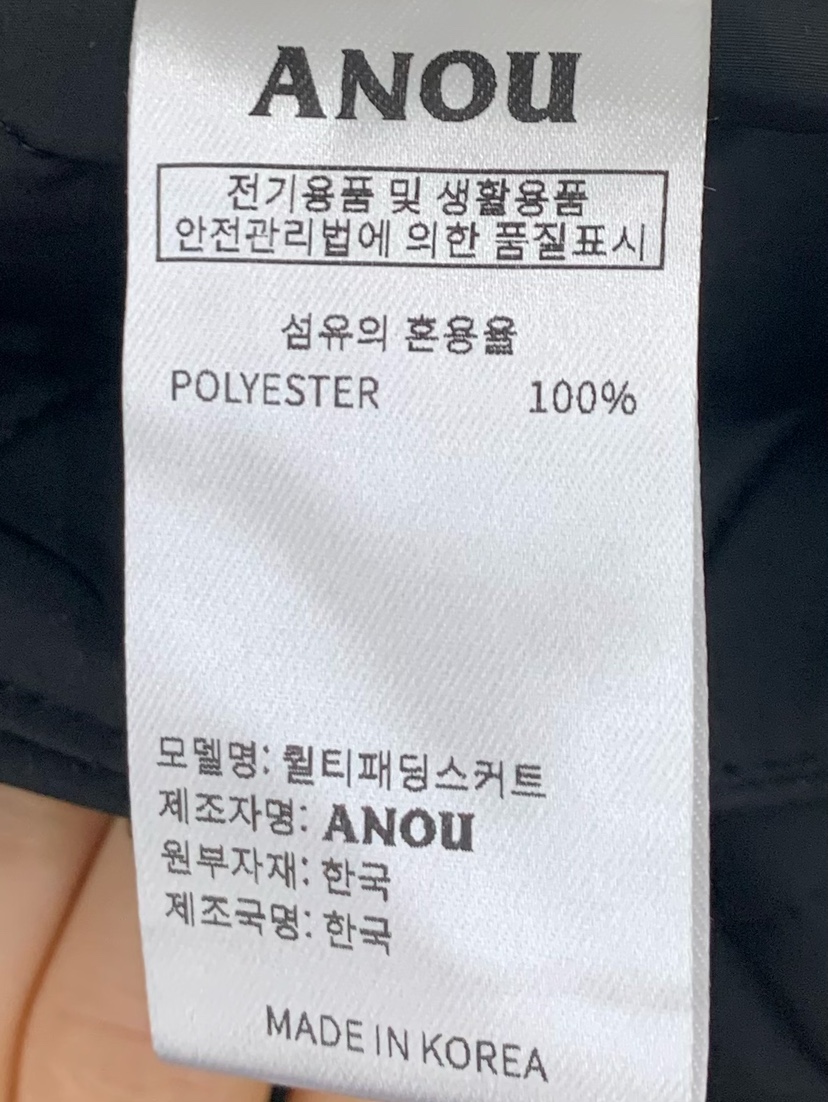 ANOU
전기용품 및 생활용품
안전관리법에 의한 품질표시
섬유의 혼용율
POLYESTER 100%
모델명: 퀼티패딩스커트
제조자명: ANOU
원부자재: 한국
제조국명: 한국
MADE IN KOREA